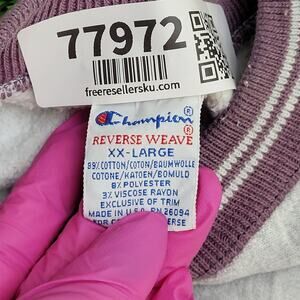 77972
freeresellersku.com
Champion®
REVERSE WEAVE®
XX-LARGE
89% COTTON/COTON/BAUMWOLLE
COTONE/KATOEN/BOMULD
8% POLYESTER
3% VISCOSE RAYON
EXCLUSIVE OF TRIM
MADE IN U.S.A. RN 26094